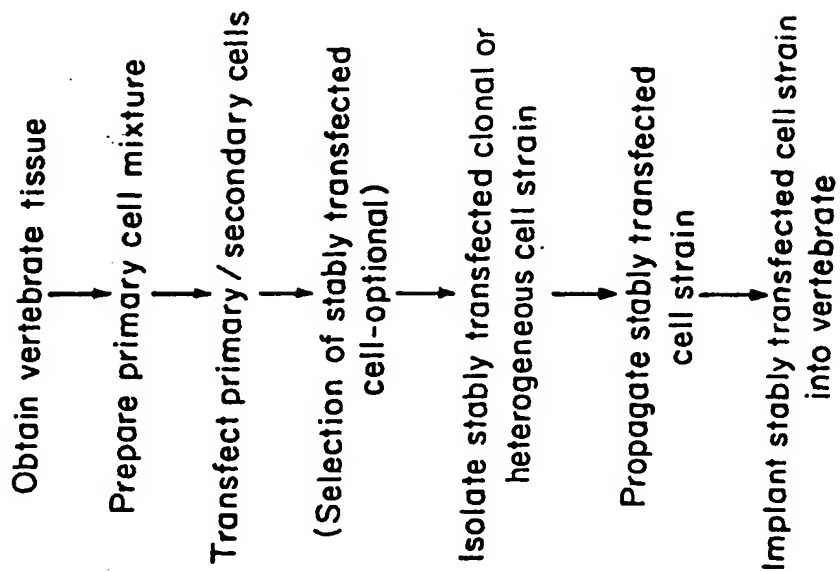 Obtain vertebrate tissue
Prepare primary cell mixture
Transfect primary / secondary cells
(Selection of stably transfected
cell-optional)
Isolate stably transfected clonal or
heterogeneous cell strain
Propagate stably transfected
cell strain
Implant stably transfected cell strain
into vertebrate